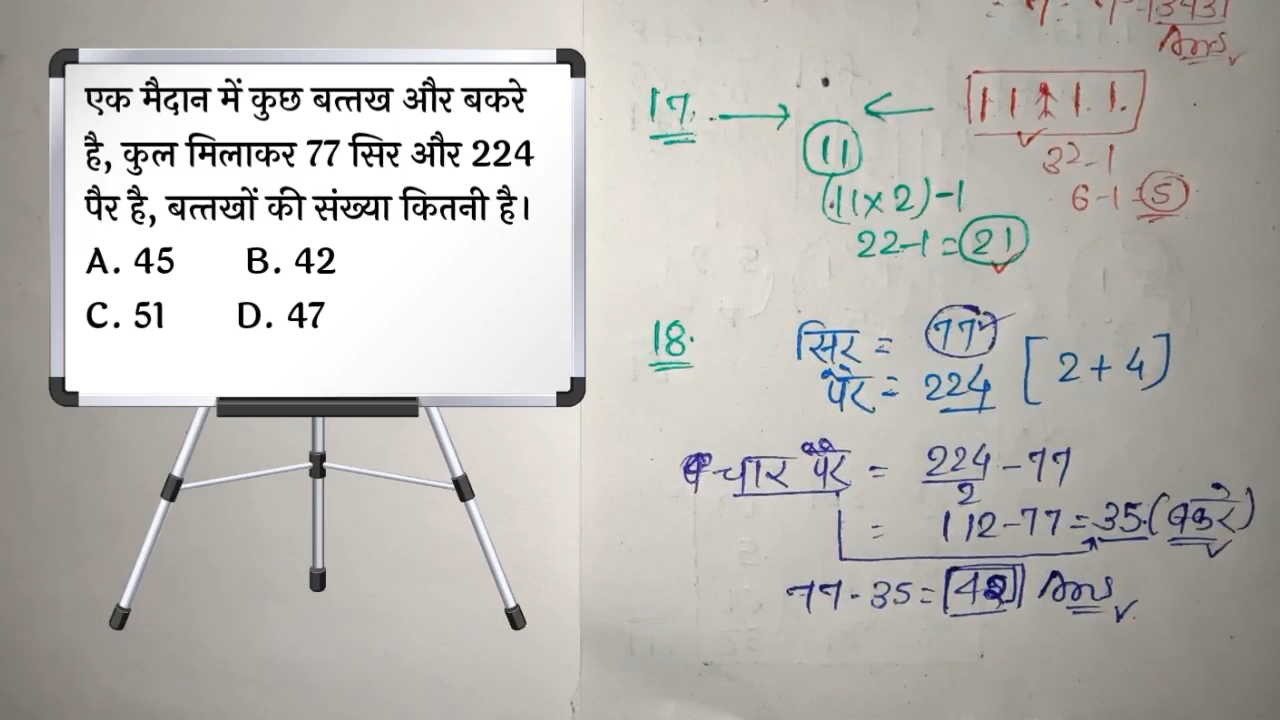 एक मैदान में कुछ बत्तख और बकरे
है, कुल मिलाकर 77 सिर और 224
पैर है, बत्तखों की संख्या कितनी है।
A. 45 B. 42
C. 51 D. 47
Ans
17.
11
(11×2)-1
22-1=21
3²-1
6-1=5
18.
सिर = 77
पैर = 224 [2+4]
चार पैर = 224/2 - 77
= 112-77=35 (बकरे)
77-35=42 Ans